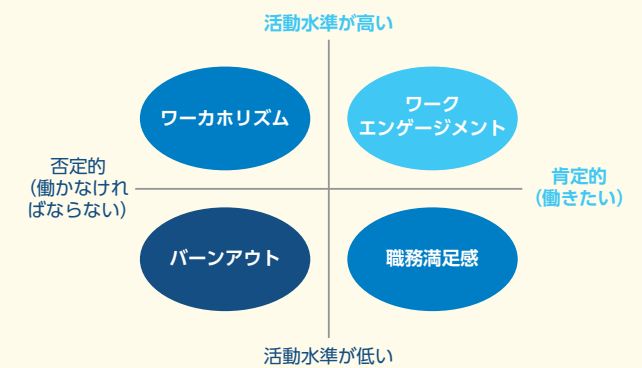 活動水準が高い
ワーカホリズム
ワーク
エンゲージメント
否定的
（働かなけれ
ばならない）
肯定的
（働きたい）
バーンアウト
職務満足感
活動水準が低い